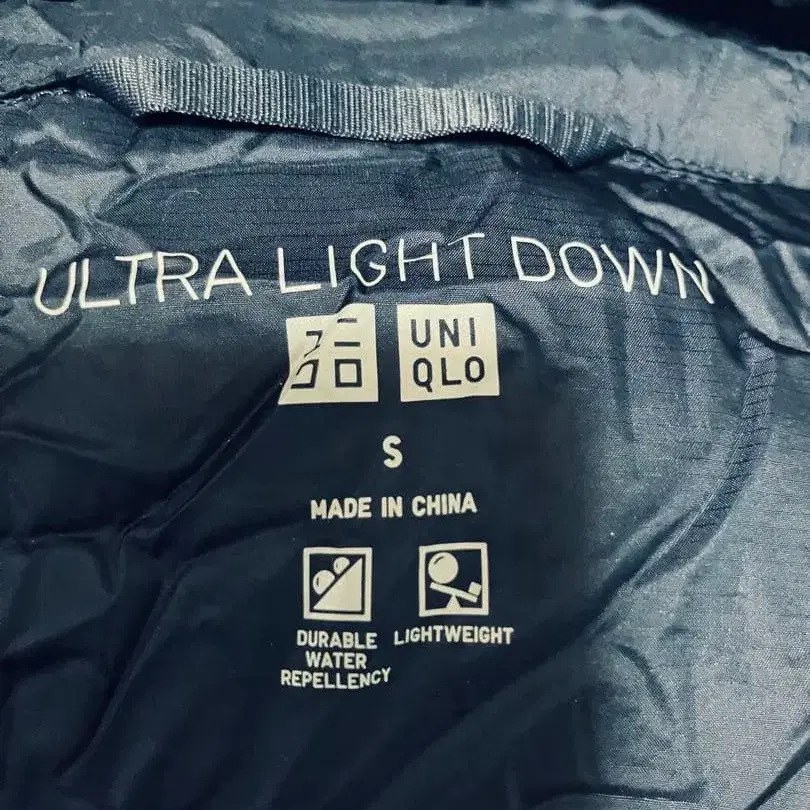 ULTRA LIGHT DOWN
ユニ
クロ
UNI
QLO
S
MADE IN CHINA
DURABLE
WATER
REPELLENCY
LIGHTWEIGHT